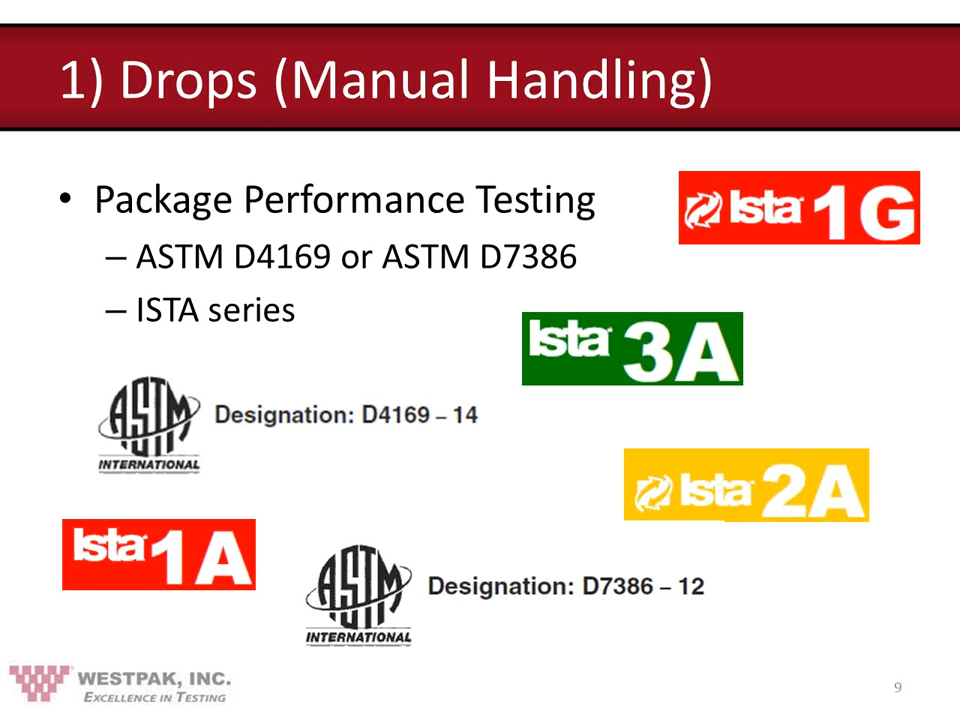 1) Drops (Manual Handling)
• Package Performance Testing
– ASTM D4169 or ASTM D7386
– ISTA series
Ista 1G
Ista 3A
ASTM
INTERNATIONAL
Designation: D4169 – 14
Ista 2A
Ista 1A
ASTM
INTERNATIONAL
Designation: D7386 – 12
WESTPAK, INC.
EXCELLENCE IN TESTING
9